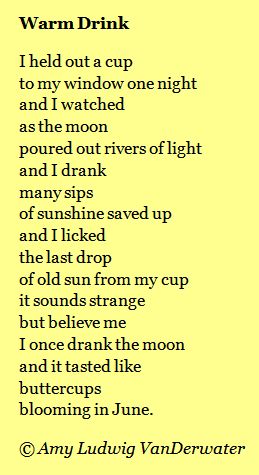 Warm Drink
I held out a cup
to my window one night
and I watched
as the moon
poured out rivers of light
and I drank
many sips
of sunshine saved up
and I licked
the last drop
of old sun from my cup
it sounds strange
but believe me
I once drank the moon
and it tasted like
buttercups
blooming in June.
© Amy Ludwig VanDerwater